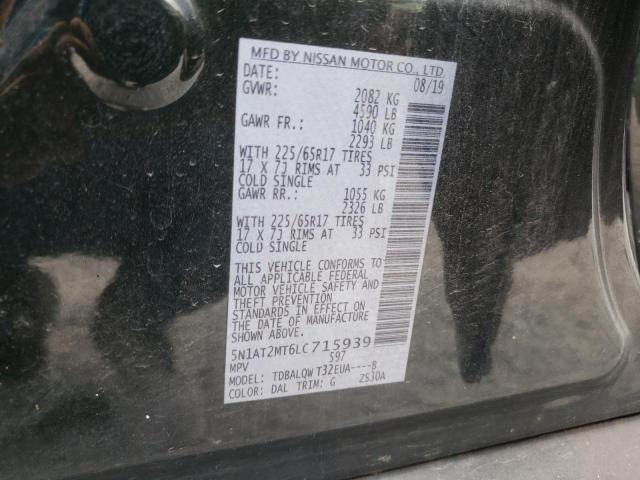 MFD BY NISSAN MOTOR CO., LTD.
DATE: 08/19
GVWR: 2082 KG
4590 LB
GAWR FR.: 1040 KG
2293 LB
WITH 225/65R17 TIRES
17 X 7J RIMS AT 33 PSI
COLD SINGLE
GAWR RR.: 1055 KG
2326 LB
WITH 225/65R17 TIRES
17 X 7J RIMS AT 33 PSI
COLD SINGLE
THIS VEHICLE CONFORMS TO
ALL APPLICABLE FEDERAL
MOTOR VEHICLE SAFETY AND
THEFT PREVENTION
STANDARDS IN EFFECT ON
THE DATE OF MANUFACTURE
SHOWN ABOVE.
5N1AT2MT6LC715939
MPV 597
MODEL: TDBALQWT32EUA----B
COLOR: DAL TRIM: G ZS30A